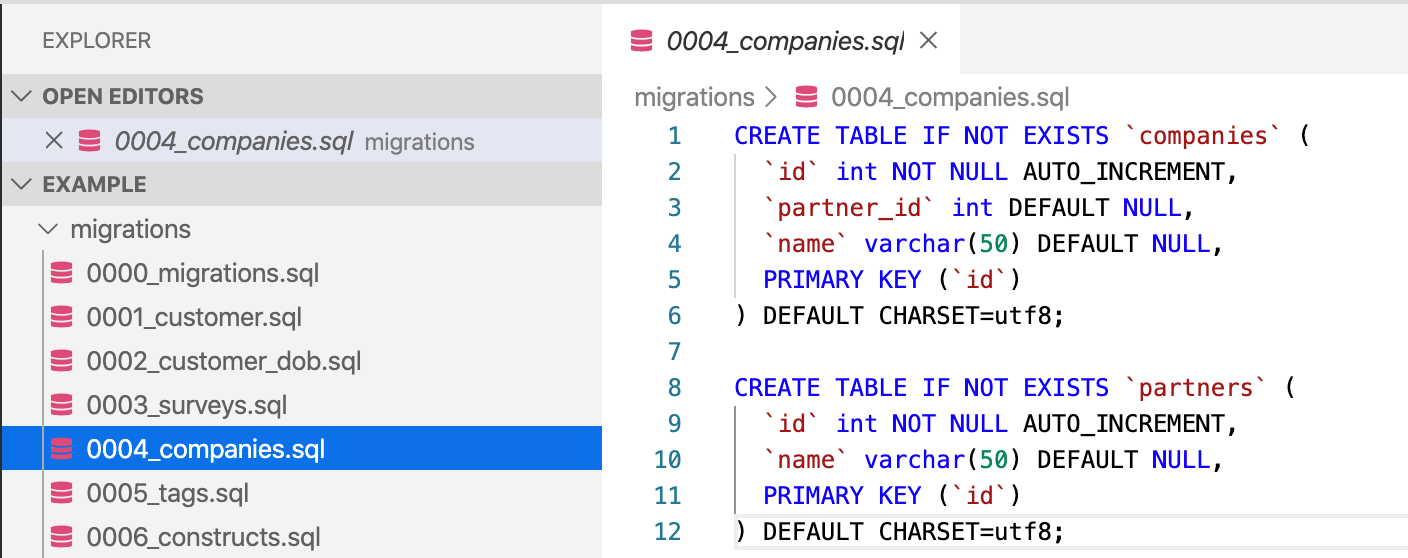 EXPLORER
OPEN EDITORS
0004_companies.sql migrations
EXAMPLE
migrations
0000_migrations.sql
0001_customer.sql
0002_customer_dob.sql
0003_surveys.sql
0004_companies.sql
0005_tags.sql
0006_constructs.sql
0004_companies.sql
migrations > 0004_companies.sql
1 CREATE TABLE IF NOT EXISTS `companies` (
2 `id` int NOT NULL AUTO_INCREMENT,
3 `partner_id` int DEFAULT NULL,
4 `name` varchar(50) DEFAULT NULL,
5 PRIMARY KEY (`id`)
6 ) DEFAULT CHARSET=utf8;
7
8 CREATE TABLE IF NOT EXISTS `partners` (
9 `id` int NOT NULL AUTO_INCREMENT,
10 `name` varchar(50) DEFAULT NULL,
11 PRIMARY KEY (`id`)
12 ) DEFAULT CHARSET=utf8;